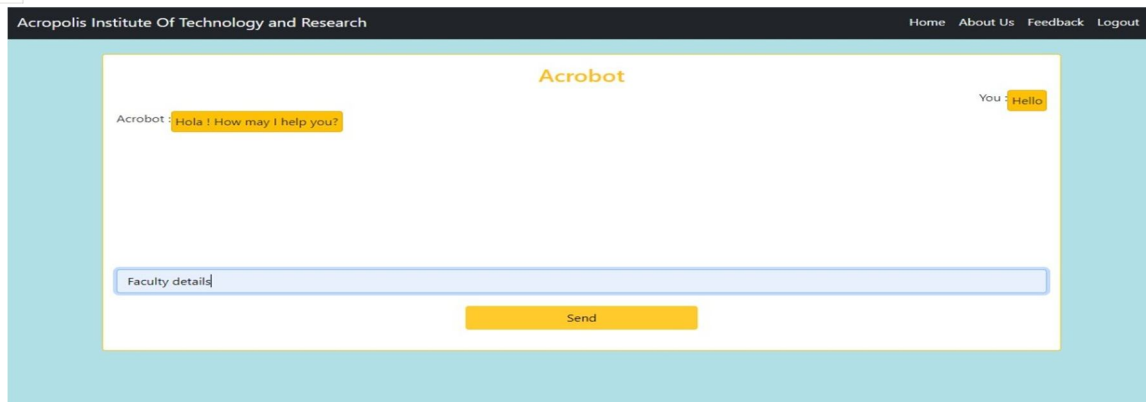 Acropolis Institute Of Technology and Research
Home About Us Feedback Logout
Acrobot
You : Hello
Acrobot : Hola ! How may I help you?
Faculty details
Send